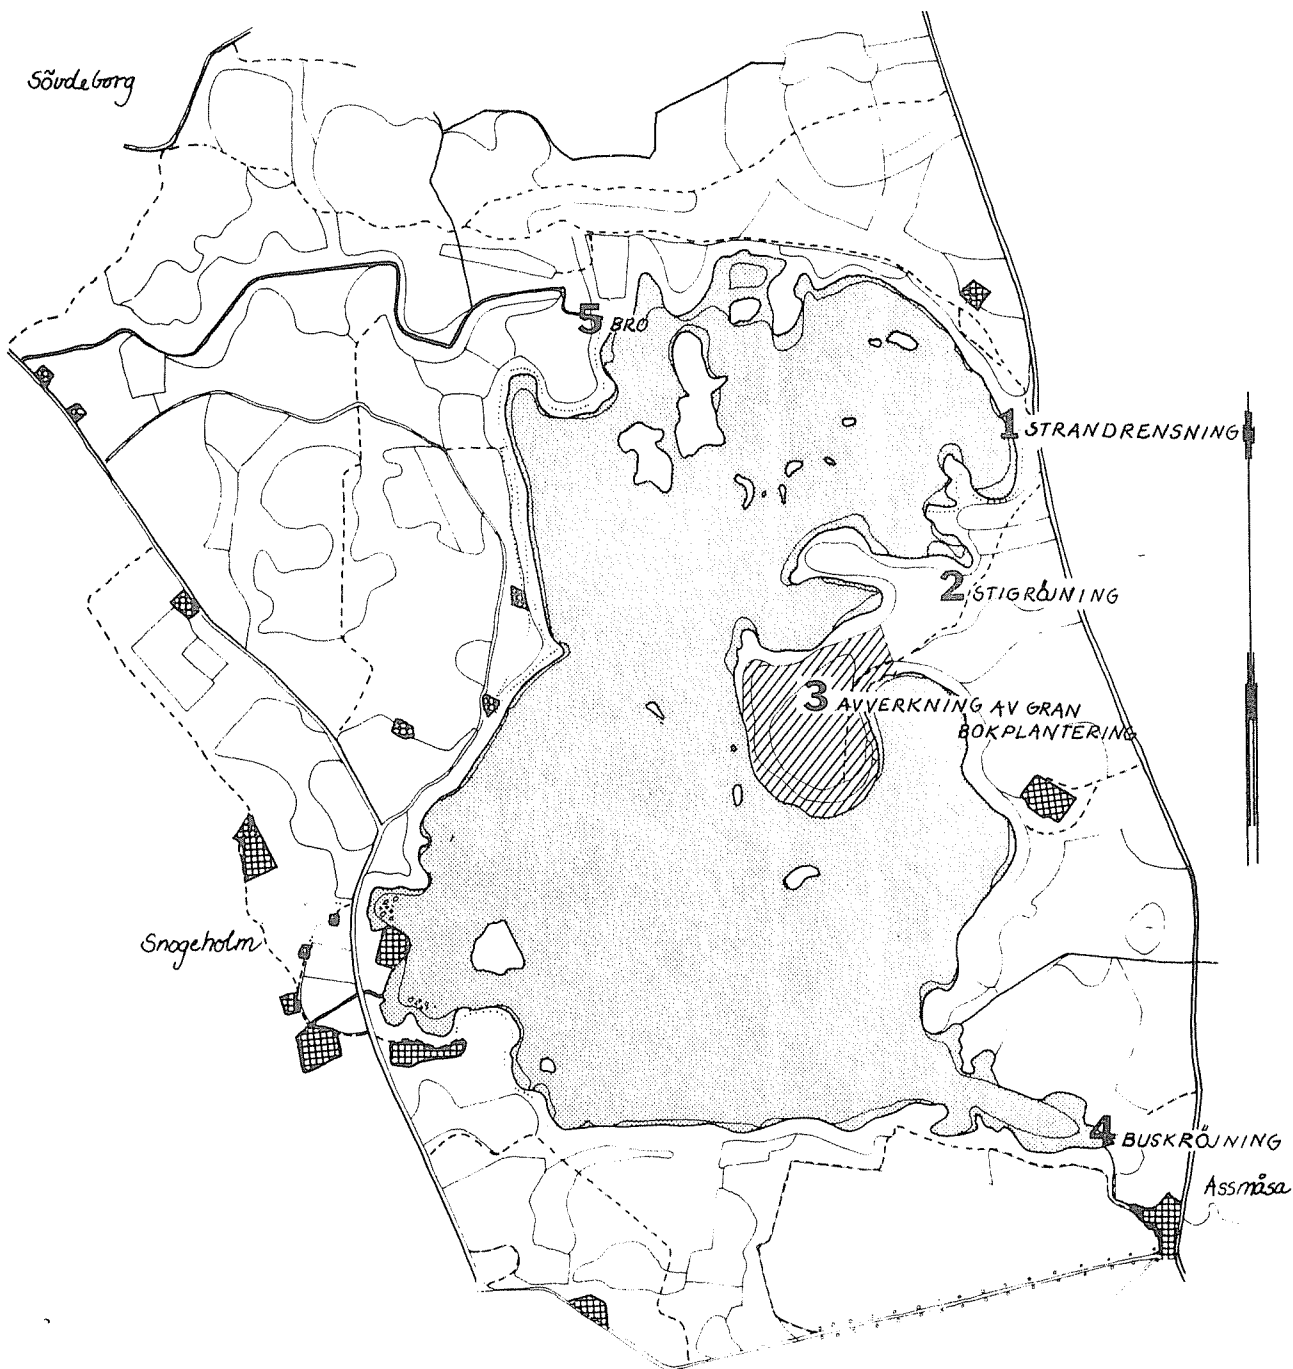 Sövdeborg
5 BRO
1 STRANDRENSNING
2 STIGRÖJNING
3 AVVERKNING AV GRAN
BOKPLANTERING
Snogeholm
4 BUSKRÖJNING
Assmåsa